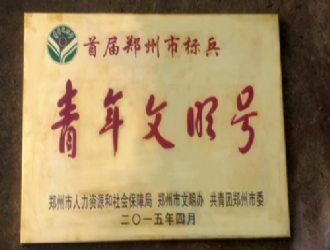 首届郑州市标兵
青年文明号
郑州市人力资源和社会保障局 郑州市文明办 共青团郑州市委
二〇一五年四月